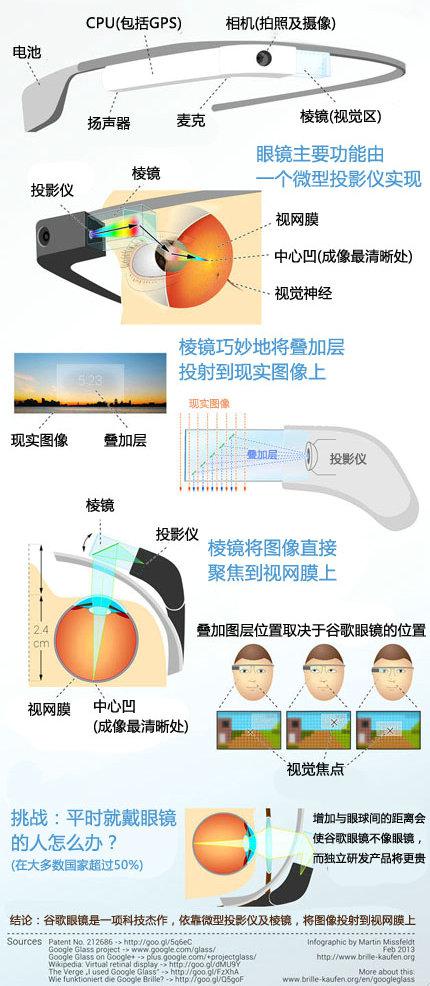 CPU(包括GPS)
相机(拍照及摄像)
电池
扬声器
麦克
棱镜(视觉区)
眼镜主要功能由
一个微型投影仪实现
棱镜
投影仪
视网膜
中心凹(成像最清晰处)
视觉神经
棱镜巧妙地将叠加层
投射到现实图像上
5:23
现实图像
叠加层
现实图像
叠加层
投影仪
棱镜
投影仪
棱镜将图像直接
聚焦到视网膜上
2.4
cm
视网膜
中心凹
(成像最清晰处)
叠加图层位置取决于谷歌眼镜的位置
视觉焦点
挑战：平时就戴眼镜
的人怎么办？
(在大多数国家超过50%)
增加与眼球间的距离会
使谷歌眼镜不像眼镜，
而独立研发产品将更贵
结论：谷歌眼镜是一项科技杰作，依靠微型投影仪及棱镜，将图像投射到视网膜上
Sources
Patent No. 212686 -> http://goo.gl/5q6eC
Google Glass project -> www.google.com/glass/
Google Glass on Google+ -> plus.google.com/+projectglass/
Wikipedia: Virtual retinal display -> http://goo.gl/dMU9Y
The Verge „I used Google Glass" -> http://goo.gl/FzXhA
Wie funktioniert die Google Brille? -> http://goo.gl/Q5goF
Infographic by Martin Missfeldt
Feb 2013
http://www.brille-kaufen.org
More about this:
www.brille-kaufen.org/en/googleglass